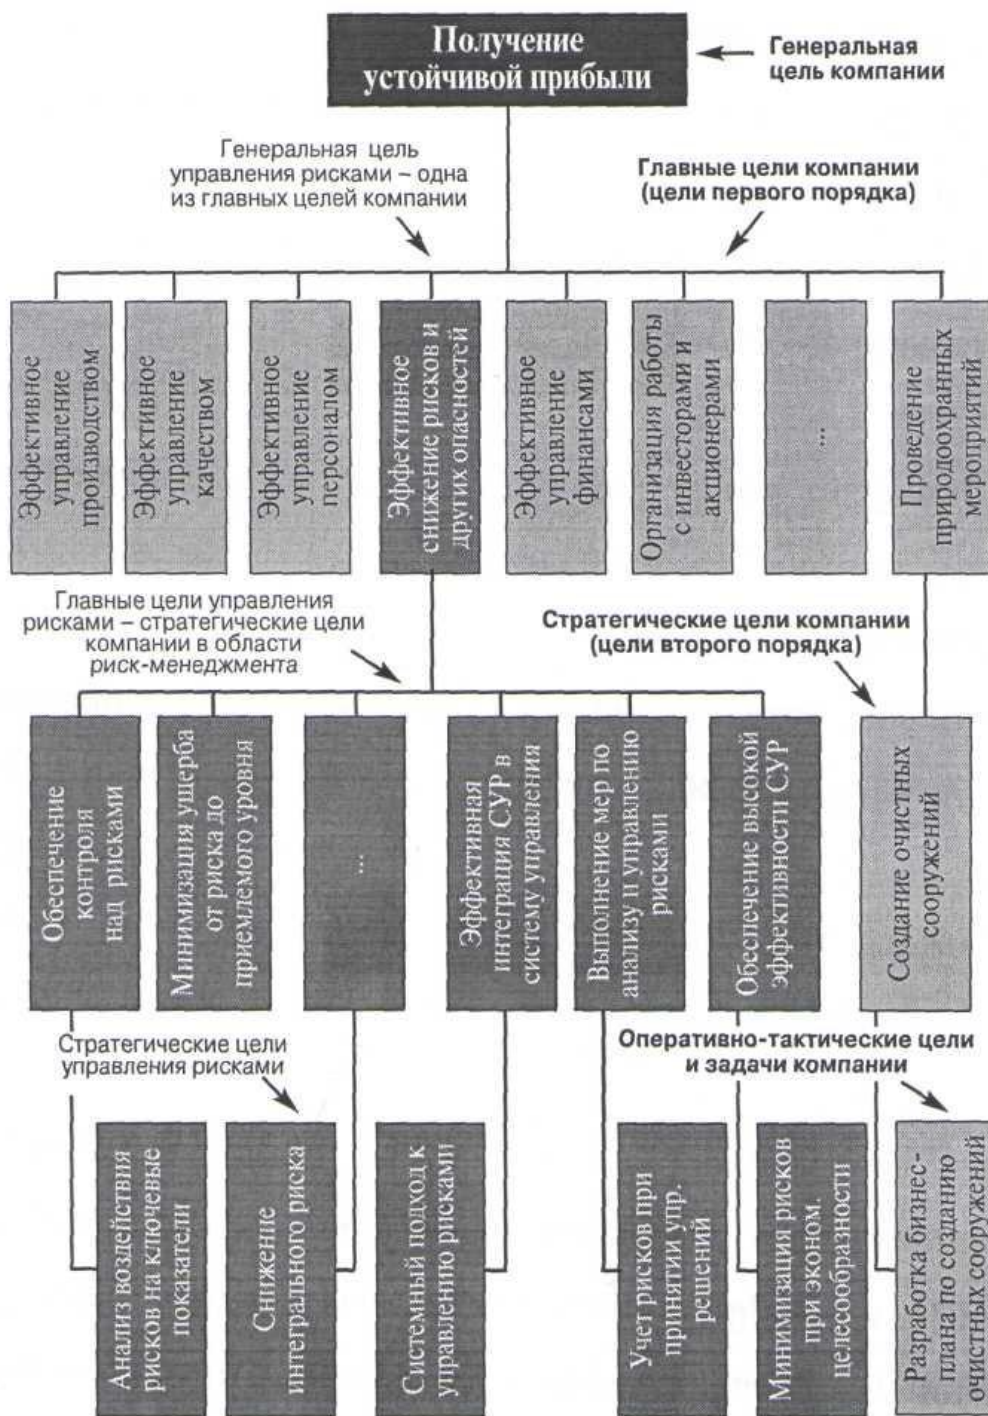 Получение
устойчивой прибыли
Генеральная
цель компании
Генеральная цель
управления рисками – одна
из главных целей компании
Главные цели компании
(цели первого порядка)
Эффективное
управление
производством
Эффективное
управление
качеством
Эффективное
управление
персоналом
Эффективное
снижение рисков и
других опасностей
Эффективное
управление
финансами
Организация работы
с инвесторами и
акционерами
...
Проведение
природоохранных
мероприятий
Главные цели управления
рисками – стратегические цели
компании в области
риск-менеджмента
Стратегические цели компании
(цели второго порядка)
Обеспечение
контроля
над рисками
Минимизация ущерба
от риска до
приемлемого уровня
...
Эффективная
интеграция СУР в
систему управления
Выполнение мер по
анализу и управлению
рисками
Обеспечение высокой
эффективности СУР
Создание очистных
сооружений
Стратегические цели
управления рисками
Оперативно-тактические цели
и задачи компании
Анализ воздействия
рисков на ключевые
показатели
Снижение
интегрального риска
Системный подход к
управлению рисками
Учет рисков при
принятии упр.
решений
Минимизация рисков
при эконом.
целесообразности
Разработка бизнес-
плана по созданию
очистных сооружений